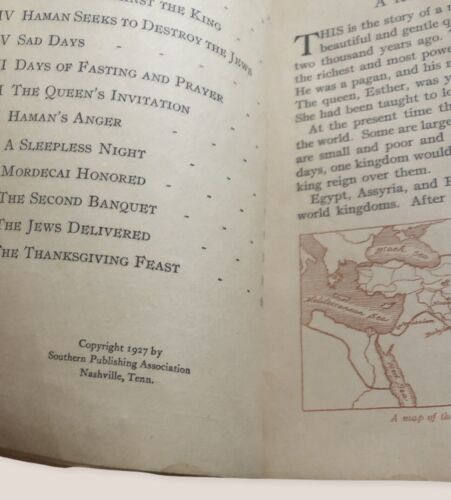 THE KING
IV HAMAN SEEKS TO DESTROY THE JEWS
V SAD DAYS
I DAYS OF FASTING AND PRAYER
I THE QUEEN'S INVITATION
HAMAN'S ANGER
A SLEEPLESS NIGHT
MORDECAI HONORED
THE SECOND BANQUET
THE JEWS DELIVERED
THE THANKSGIVING FEAST
Copyright 1927 by
Southern Publishing Association
Nashville, Tenn.
A
THIS is the story of a
beautiful and gentle
two thousand years ago.
the richest and most
He was a pagan, and his
The queen, Esther, was
She had been taught to
At the present time
the world. Some are large
are small and poor and
days, one kingdom would
king reign over them.
Egypt, Assyria, and
world kingdoms. After
Black Sea
Mediterranean Sea
Red Sea
A map of